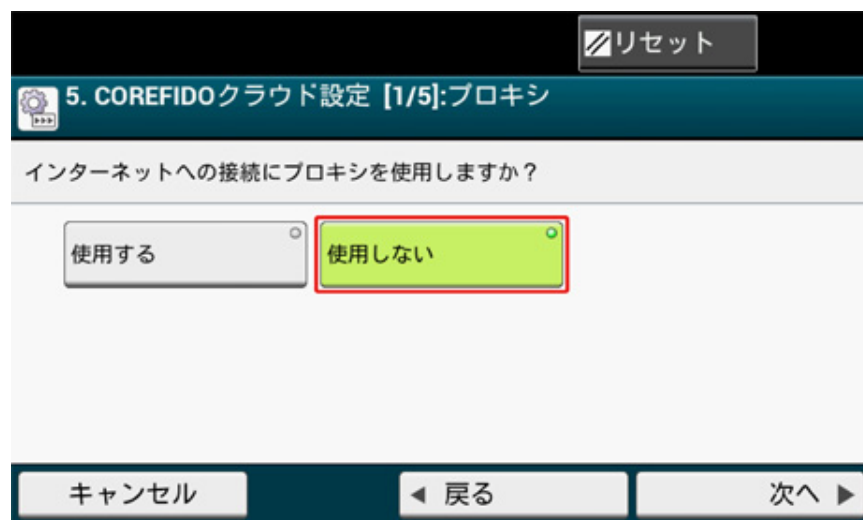 リセット
5. COREFIDOクラウド設定 [1/5]:プロキシ
インターネットへの接続にプロキシを使用しますか?
使用する 使用しない
キャンセル ◀ 戻る 次へ ▶